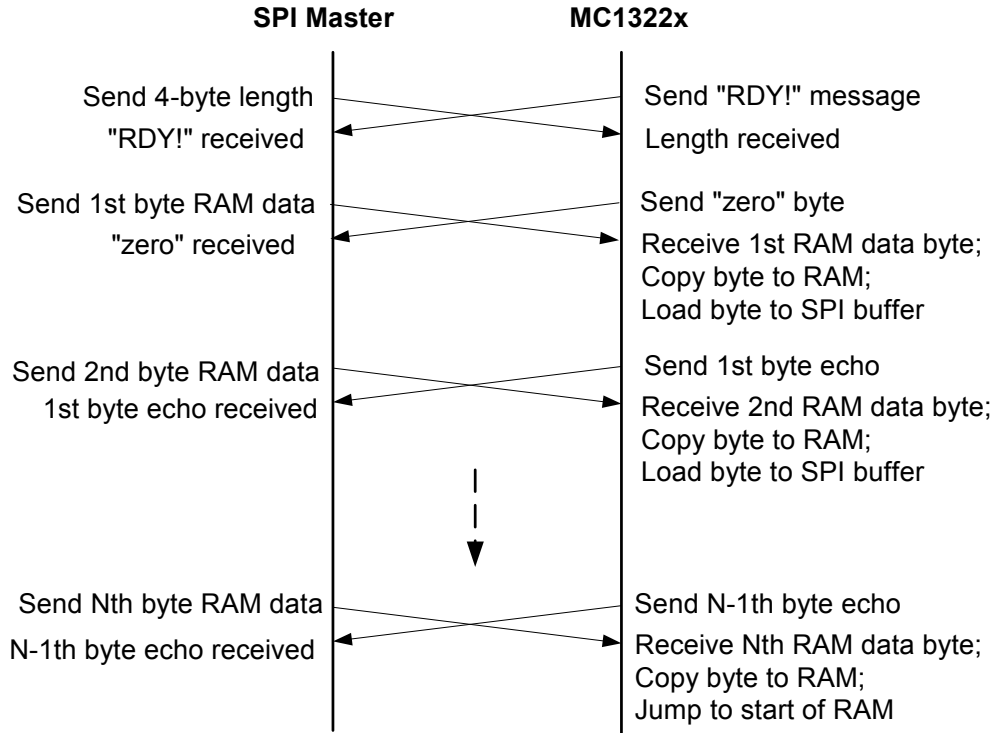 SPI Master
MC1322x
Send 4-byte length
Send "RDY!" message
"RDY!" received
Length received
Send 1st byte RAM data
Send "zero" byte
"zero" received
Receive 1st RAM data byte;
Copy byte to RAM;
Load byte to SPI buffer
Send 2nd byte RAM data
Send 1st byte echo
1st byte echo received
Receive 2nd RAM data byte;
Copy byte to RAM;
Load byte to SPI buffer
Send Nth byte RAM data
Send N-1th byte echo
N-1th byte echo received
Receive Nth RAM data byte;
Copy byte to RAM;
Jump to start of RAM